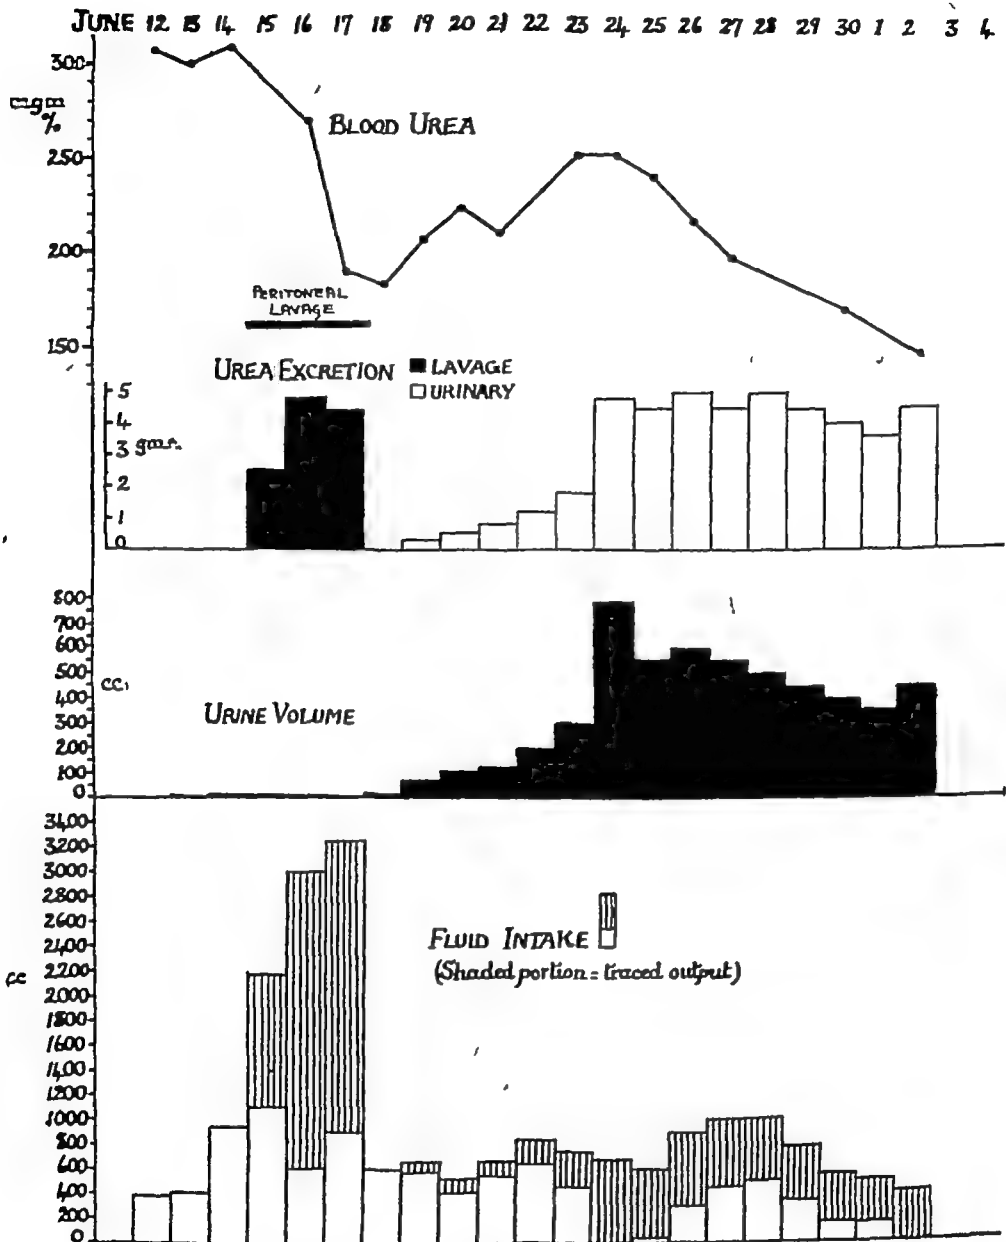 JUNE 12 13 14 15 16 17 18 19 20 21 22 23 24 25 26 27 28 29 30 1 2 3 4
300
mgm
%
BLOOD UREA
250
200
PERITONEAL
LAVAGE
150
UREA EXCRETION LAVAGE
URINARY
5
4
3 gms.
2
1
0
800
700
600
500
cc.
400
300
URINE VOLUME
200
100
0
3400
3200
3000
2800
2600
FLUID INTAKE
2400
(Shaded portion = traced output)
2200
cc
2000
1800
1600
1400
1200
1000
800
600
400
200
0